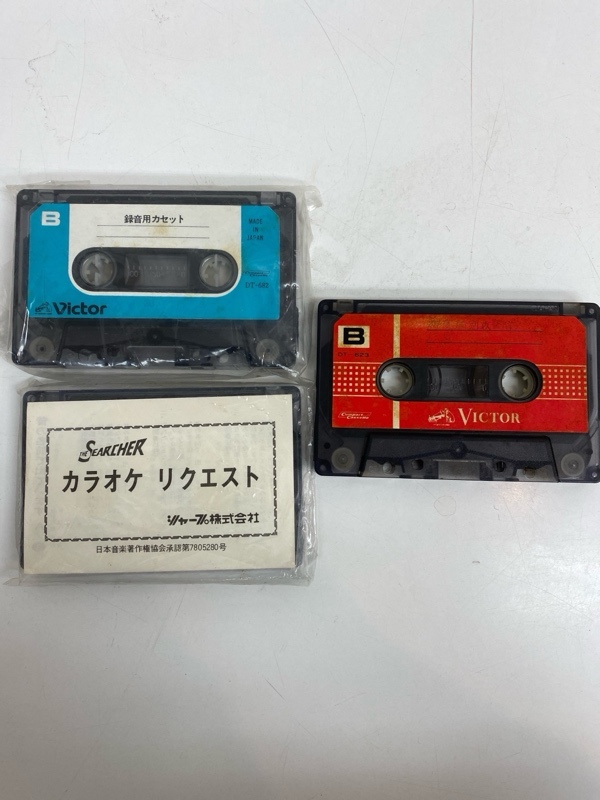 B
録音用カセット
MADE
IN
JAPAN
Victor
B
VICTOR
THE SEARCHER
カラオケ リクエスト
シャープ株式会社
日本音楽著作権協会承認第7805280号